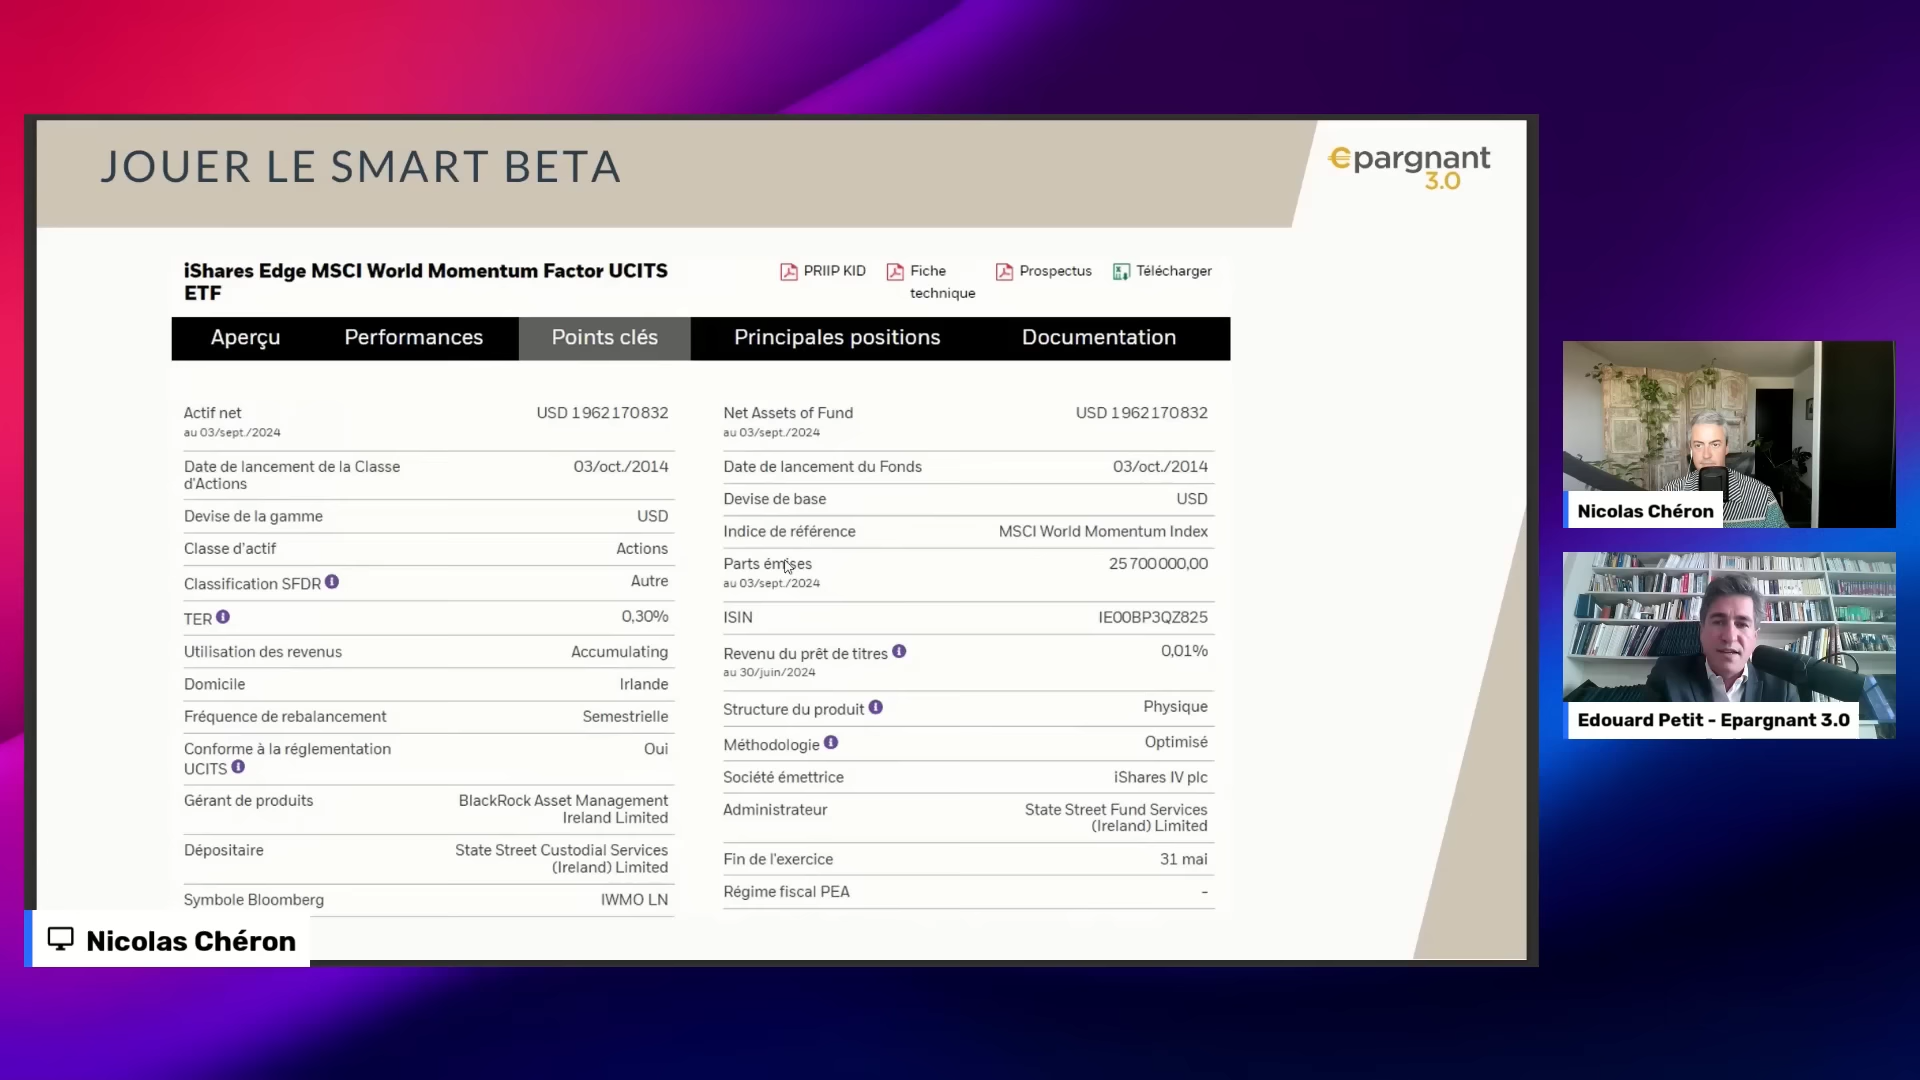 JOUER LE SMART BETA
€pargnant
3.0
iShares Edge MSCI World Momentum Factor UCITS
ETF
PRIIP KID
Fiche
technique
Prospectus
Télécharger
Aperçu
Performances
Points clés
Principales positions
Documentation
Actif net USD 1 962 170 832
au 03/sept./2024
Date de lancement de la Classe 03/oct./2014
d'Actions
Devise de la gamme USD
Classe d'actif Actions
Classification SFDR Autre
TER 0,30%
Utilisation des revenus Accumulating
Domicile Irlande
Fréquence de rebalancement Semestrielle
Conforme à la réglementation Oui
UCITS
Gérant de produits BlackRock Asset Management
Ireland Limited
Dépositaire State Street Custodial Services
(Ireland) Limited
Symbole Bloomberg IWMO LN
Net Assets of Fund USD 1 962 170 832
au 03/sept./2024
Date de lancement du Fonds 03/oct./2014
Devise de base USD
Indice de référence MSCI World Momentum Index
Parts émises 25 700 000,00
au 03/sept./2024
ISIN IE00BP3QZ825
Revenu du prêt de titres 0,01%
au 30/juin/2024
Structure du produit Physique
Méthodologie Optimisé
Société émettrice iShares IV plc
Administrateur State Street Fund Services
(Ireland) Limited
Fin de l'exercice 31 mai
Régime fiscal PEA -
Nicolas Chéron
Nicolas Chéron
Edouard Petit - Epargnant 3.0